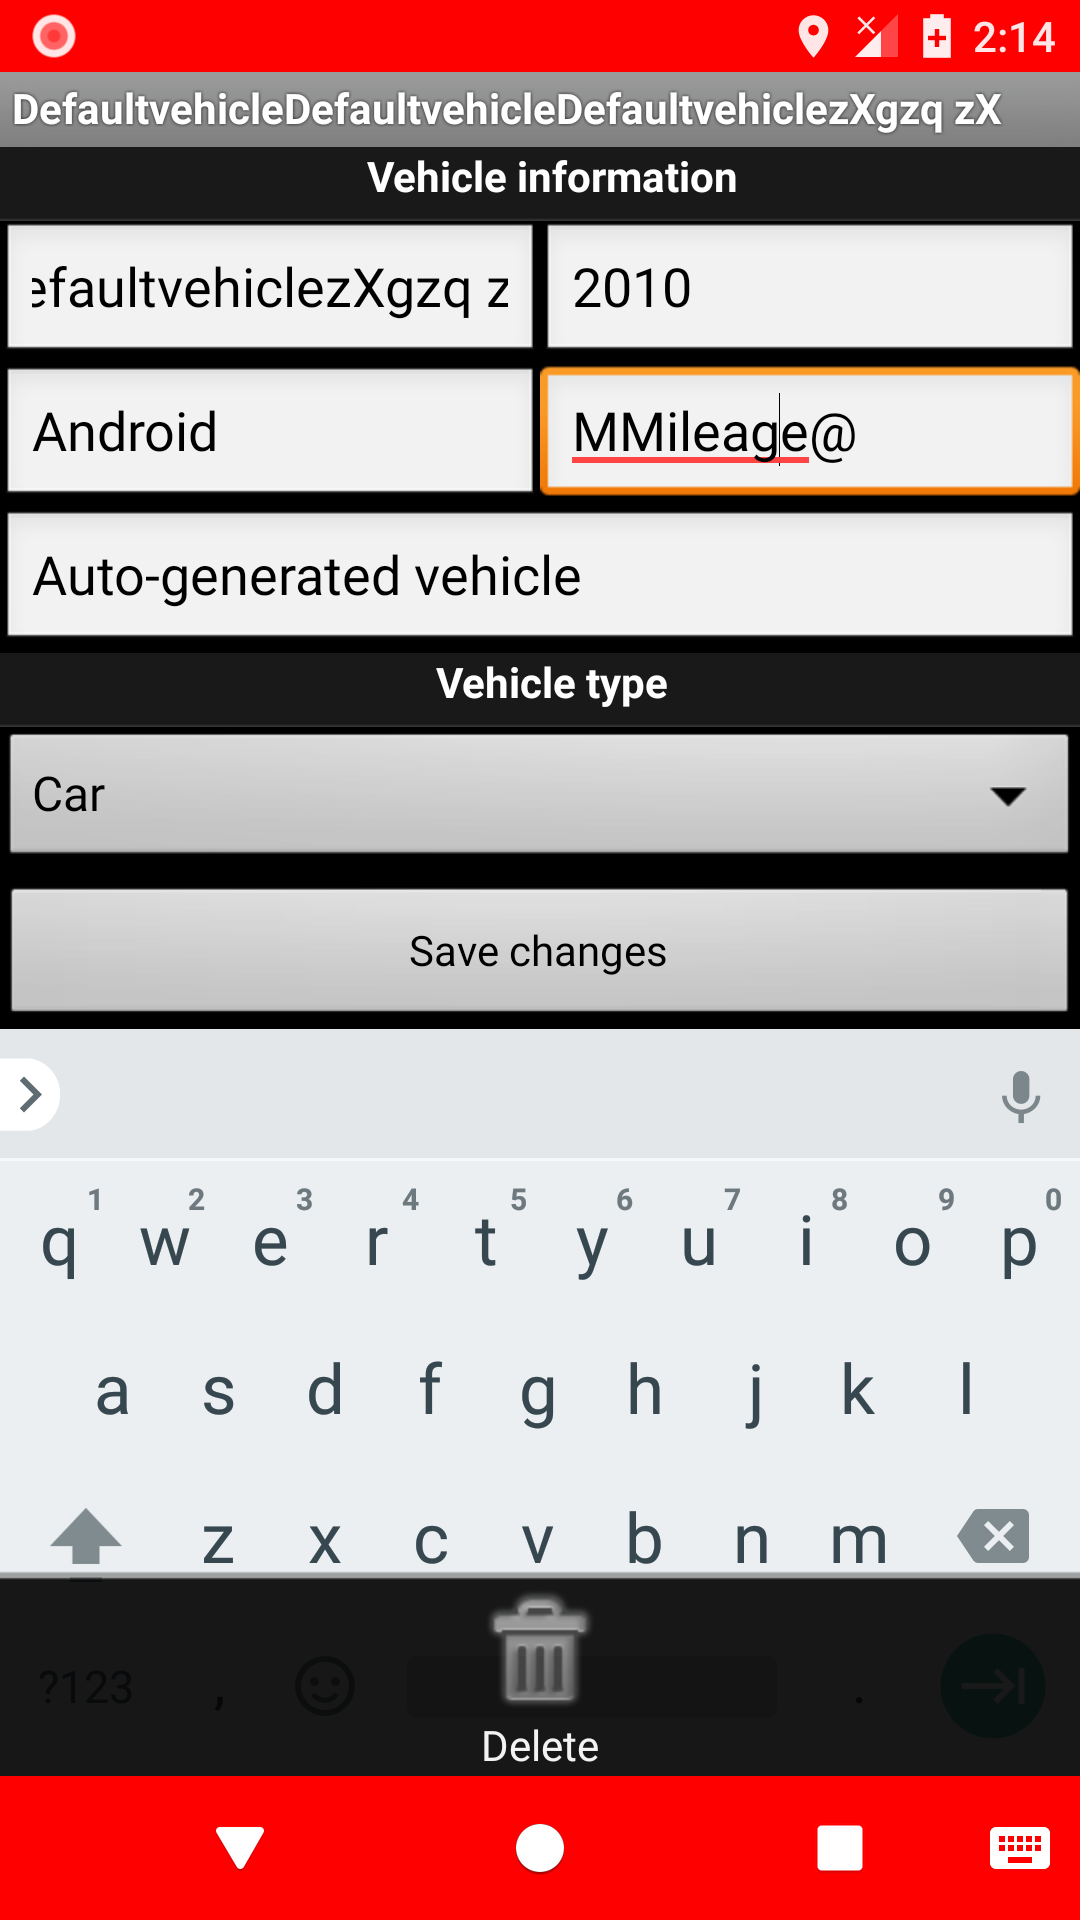 2:14
DefaultvehicleDefaultvehicleDefaultvehiclezXgzq zX
Vehicle information
efaultvehiclezXgzq z
2010
Android
MMileage@
Auto-generated vehicle
Vehicle type
Car
Save changes
1 2 3 4 5 6 7 8 9 0
q w e r t y u i o p
a s d f g h j k l
z x c v b n m
?123 , .
Delete